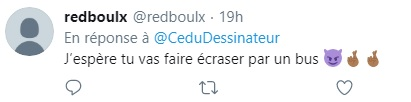 redboulx @redboulx · 19h
En réponse à @CeduDessinateur
J'espère tu vas faire écraser par un bus 😈🤞🏾🤞🏾